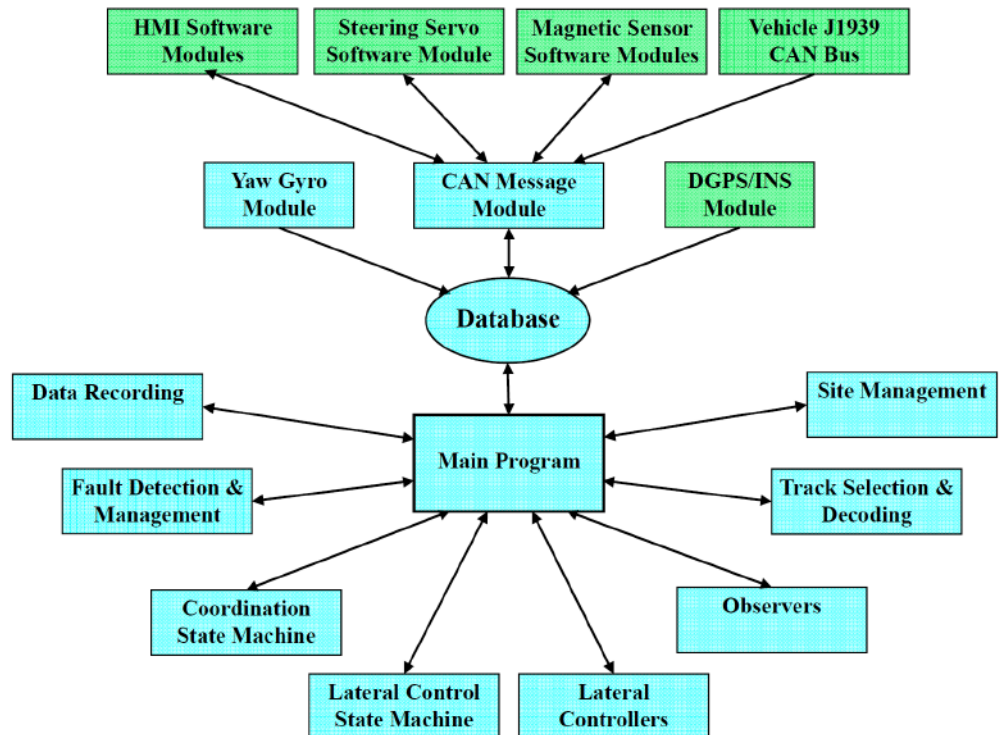 HMI Software
Modules
Steering Servo
Software Module
Magnetic Sensor
Software Modules
Vehicle J1939
CAN Bus
Yaw Gyro
Module
CAN Message
Module
DGPS/INS
Module
Database
Data Recording
Site Management
Main Program
Fault Detection &
Management
Track Selection &
Decoding
Coordination
State Machine
Observers
Lateral Control
State Machine
Lateral
Controllers